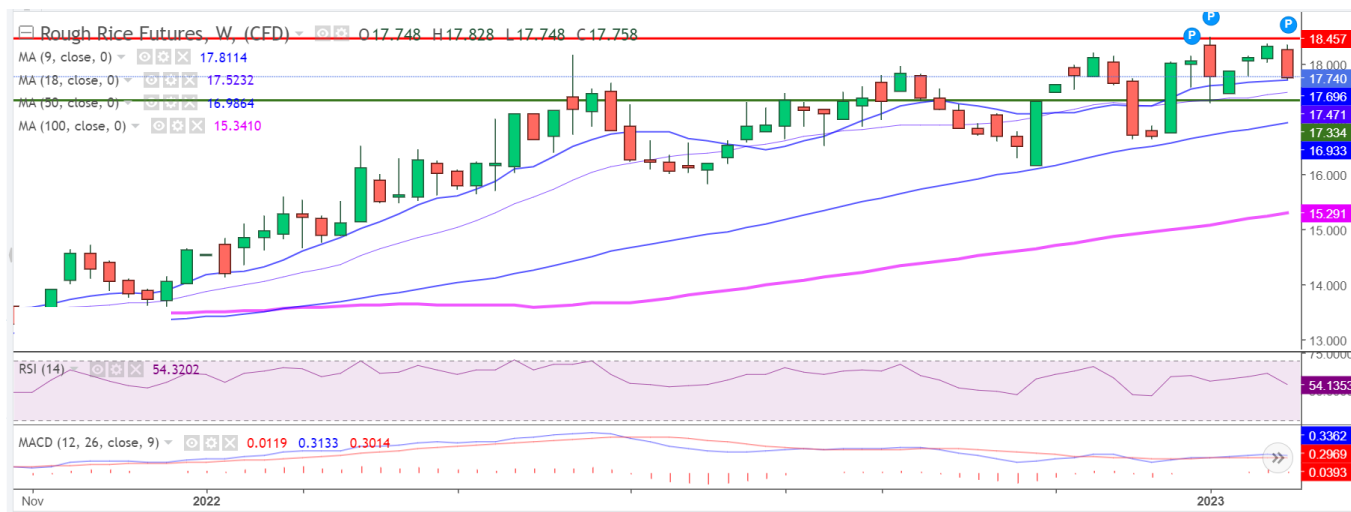 Rough Rice Futures, W, (CFD) O17.748 H17.828 L17.748 C17.758
MA (9, close, 0) 17.8114
MA (18, close, 0) 17.5232
MA (50, close, 0) 16.9864
MA (100, close, 0) 15.3410
P
P
P
18.457
18.000
17.740
17.696
17.471
17.334
16.933
16.000
15.291
15.000
14.000
13.000
RSI (14) 54.3202
75.0000
54.1353
MACD (12, 26, close, 9) 0.0119 0.3133 0.3014
0.3362
0.2969
0.0393
Nov 2022 2023